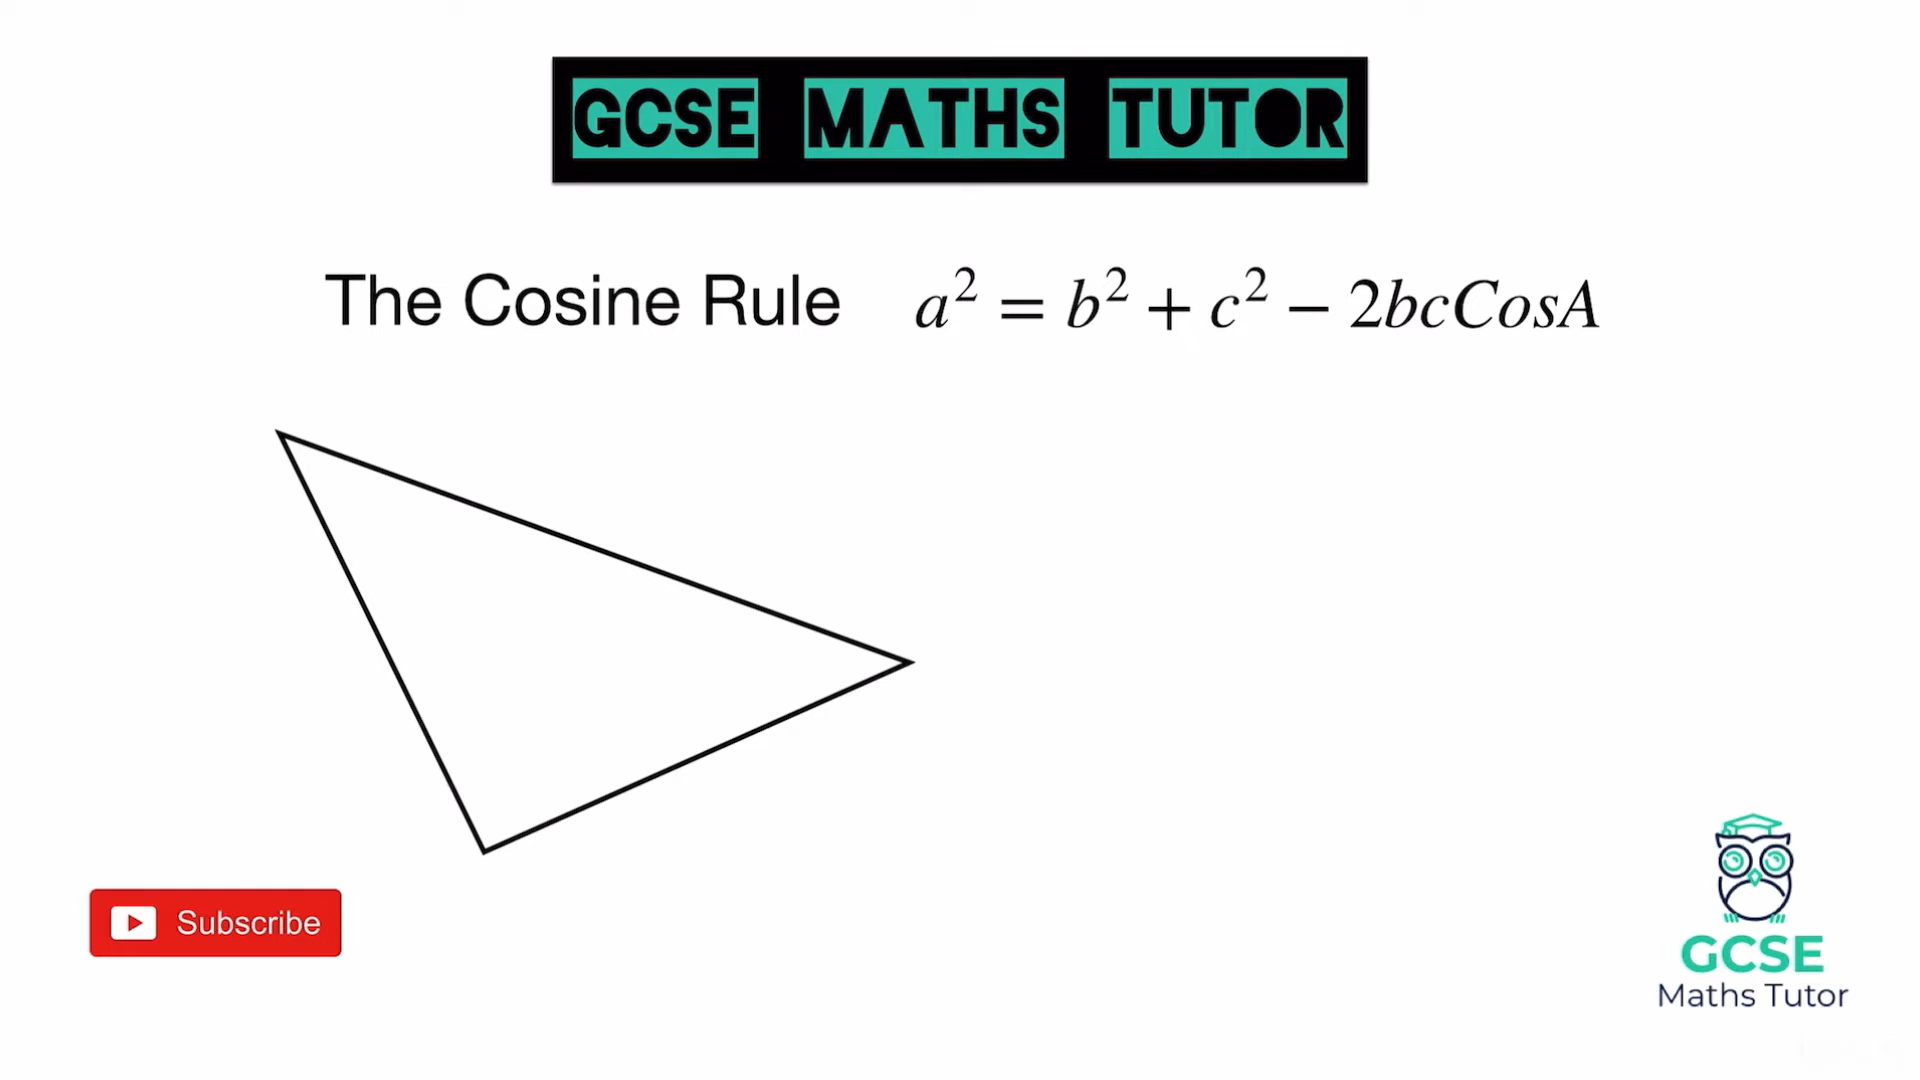 GCSE MATHS TUTOR
The Cosine Rule a² = b² + c² − 2bcCosA
Subscribe
GCSE
Maths Tutor